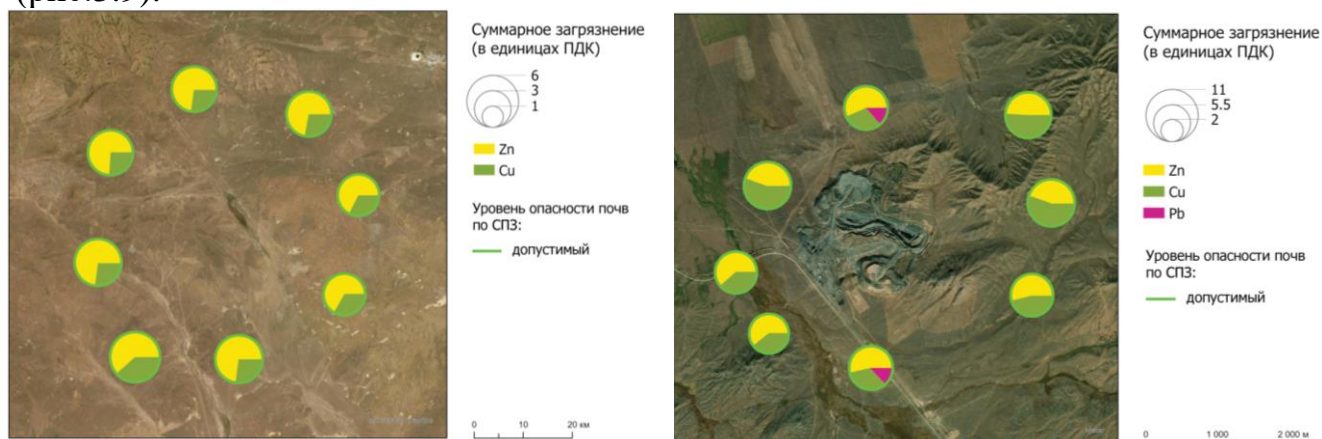 (рис.3.9).
Суммарное загрязнение
(в единицах ПДК)
6
3
1
Zn
Cu
Уровень опасности почв
по СПЗ:
допустимый
0 10 20 км
Суммарное загрязнение
(в единицах ПДК)
11
5.5
2
Zn
Cu
Pb
Уровень опасности почв
по СПЗ:
допустимый
0 1 000 2 000 м